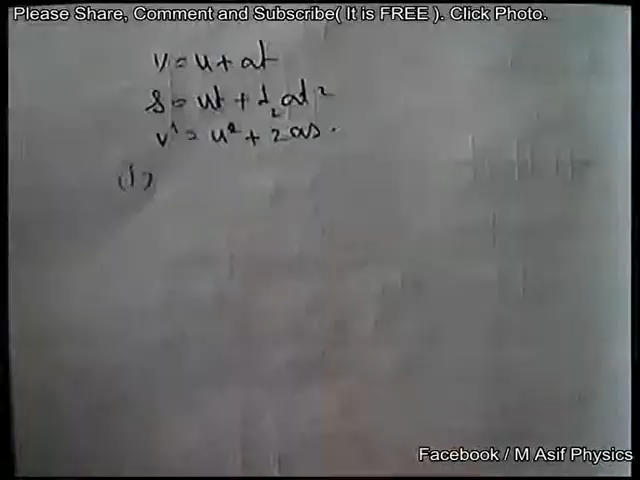 Please Share, Comment and Subscribe( It is FREE ). Click Photo.
v = u + at
s = ut + 1/2 at²
v² = u² + 2as.
(1)
Facebook / M Asif Physics